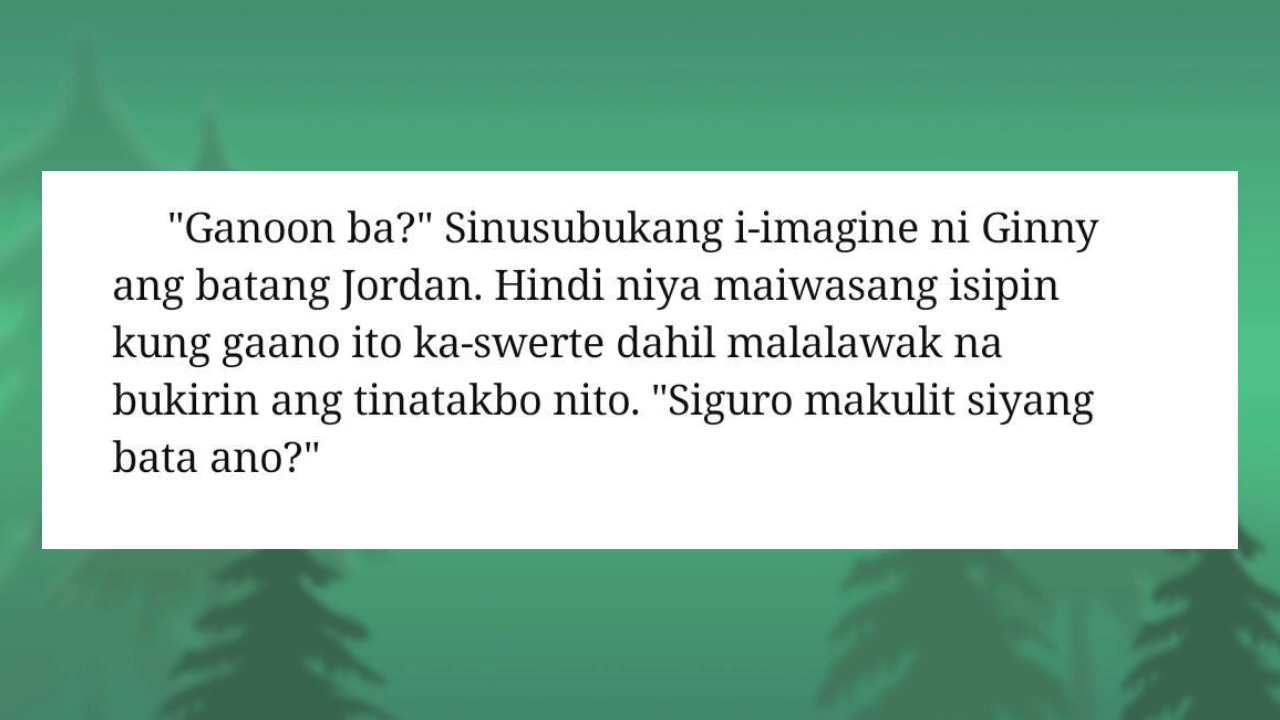 "Ganoon ba?" Sinusubukang i-imagine ni Ginny
ang batang Jordan. Hindi niya maiwasang isipin
kung gaano ito ka-swerte dahil malalawak na
bukirin ang tinatakbo nito. "Siguro makulit siyang
bata ano?"